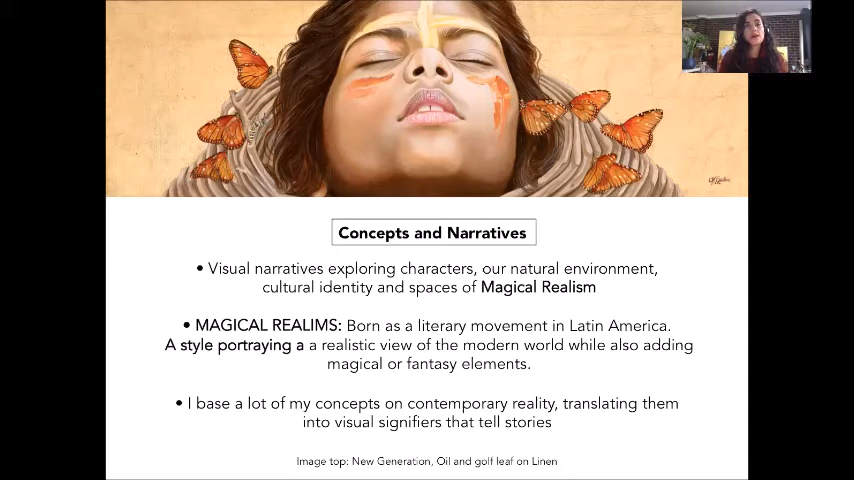 Concepts and Narratives
• Visual narratives exploring characters, our natural environment,
cultural identity and spaces of Magical Realism
• MAGICAL REALIMS: Born as a literary movement in Latin America.
A style portraying a a realistic view of the modern world while also adding
magical or fantasy elements.
• I base a lot of my concepts on contemporary reality, translating them
into visual signifiers that tell stories
Image top: New Generation, Oil and golf leaf on Linen